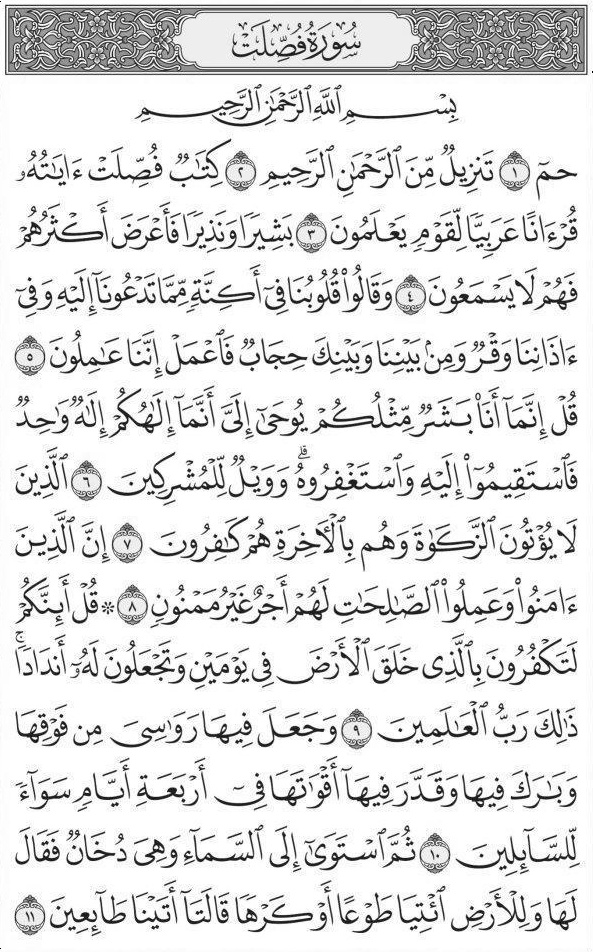 سُورَةُ فُصِّلَتْ
بِسْمِ ٱللَّهِ ٱلرَّحْمَٰنِ ٱلرَّحِيمِ
حمٓ ١ تَنزِيلٌ مِّنَ ٱلرَّحْمَٰنِ ٱلرَّحِيمِ ٢ كِتَٰبٌ فُصِّلَتْ ءَايَٰتُهُۥ
قُرْءَانًا عَرَبِيًّا لِّقَوْمٍ يَعْلَمُونَ ٣ بَشِيرًا وَنَذِيرًا فَأَعْرَضَ أَكْثَرُهُمْ
فَهُمْ لَا يَسْمَعُونَ ٤ وَقَالُوا۟ قُلُوبُنَا فِىٓ أَكِنَّةٍ مِّمَّا تَدْعُونَآ إِلَيْهِ وَفِىٓ
ءَاذَانِنَا وَقْرٌ وَمِنۢ بَيْنِنَا وَبَيْنِكَ حِجَابٌ فَٱعْمَلْ إِنَّنَا عَٰمِلُونَ ٥
قُلْ إِنَّمَآ أَنَا۠ بَشَرٌ مِّثْلُكُمْ يُوحَىٰٓ إِلَىَّ أَنَّمَآ إِلَٰهُكُمْ إِلَٰهٌ وَٰحِدٌ
فَٱسْتَقِيمُوٓا۟ إِلَيْهِ وَٱسْتَغْفِرُوهُ ۗ وَوَيْلٌ لِّلْمُشْرِكِينَ ٦ ٱلَّذِينَ
لَا يُؤْتُونَ ٱلزَّكَوٰةَ وَهُم بِٱلْءَاخِرَةِ هُمْ كَٰفِرُونَ ٧ إِنَّ ٱلَّذِينَ
ءَامَنُوا۟ وَعَمِلُوا۟ ٱلصَّٰلِحَٰتِ لَهُمْ أَجْرٌ غَيْرُ مَمْنُونٍ ٨ ۞ قُلْ أَئِنَّكُمْ
لَتَكْفُرُونَ بِٱلَّذِى خَلَقَ ٱلْأَرْضَ فِى يَوْمَيْنِ وَتَجْعَلُونَ لَهُۥٓ أَندَادًا ۚ
ذَٰلِكَ رَبُّ ٱلْعَٰلَمِينَ ٩ وَجَعَلَ فِيهَا رَوَٰسِىَ مِن فَوْقِهَا
وَبَٰرَكَ فِيهَا وَقَدَّرَ فِيهَآ أَقْوَٰتَهَا فِىٓ أَرْبَعَةِ أَيَّامٍ سَوَآءً
لِّلسَّآئِلِينَ ١٠ ثُمَّ ٱسْتَوَىٰٓ إِلَى ٱلسَّمَآءِ وَهِىَ دُخَانٌ فَقَالَ
لَهَا وَلِلْأَرْضِ ٱئْتِيَا طَوْعًا أَوْ كَرْهًا قَالَتَآ أَتَيْنَا طَآئِعِينَ ١١